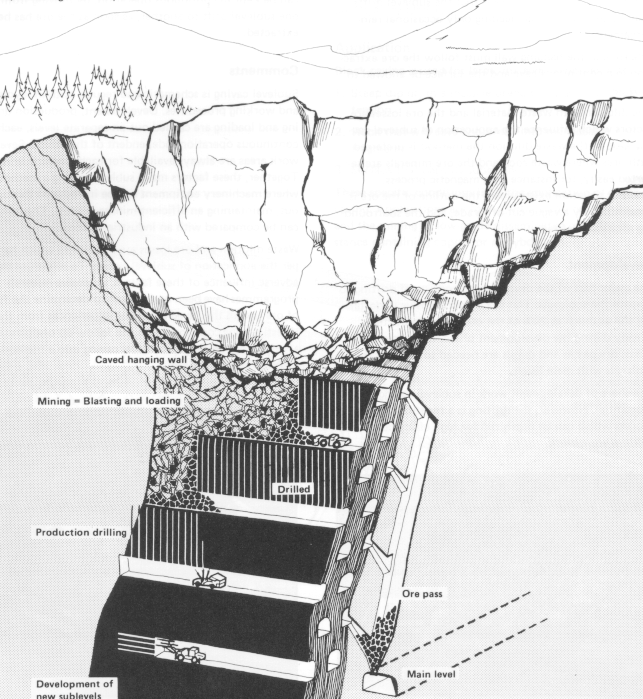 Caved hanging wall
Mining = Blasting and loading
Drilled
Production drilling
Ore pass
Main level
Development of
new sublevels